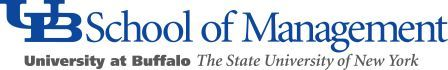 UB School of Management
University at Buffalo The State University of New York